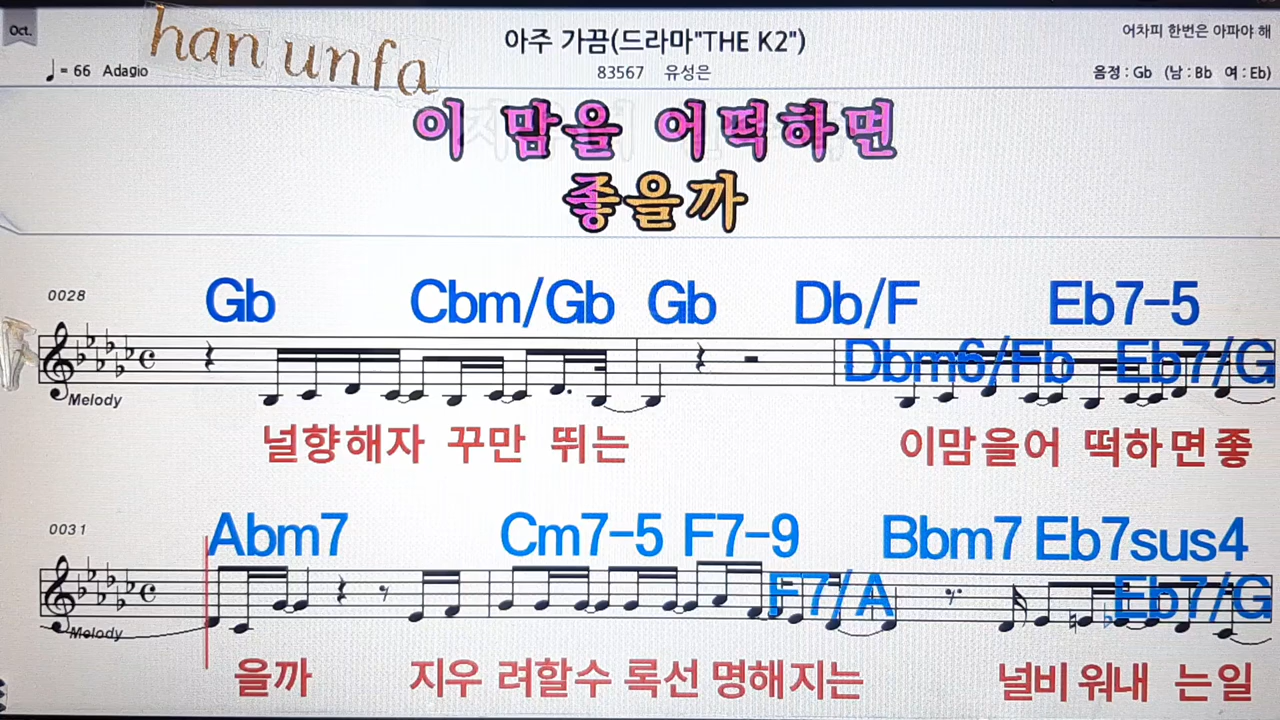 Oct.
han unfa
♩= 66 Adagio
아주 가끔(드라마"THE K2")
83567 유성은
어차피 한번은 아파야 해
음정 : Gb (남 : Bb 여 : Eb)
이 맘을 어떡하면
좋을까
0028
Gb Cbm/Gb Gb Db/F Eb7-5
Dbm6/Fb Eb7/G
Melody
널향해자 꾸만 뛰는 이맘을어 떡하면좋
0031
Abm7 Cm7-5 F7-9 Bbm7 Eb7sus4
F7/A Eb7/G
Melody
을까 지우 려할수 록선 명해지는 널비 워내 는일